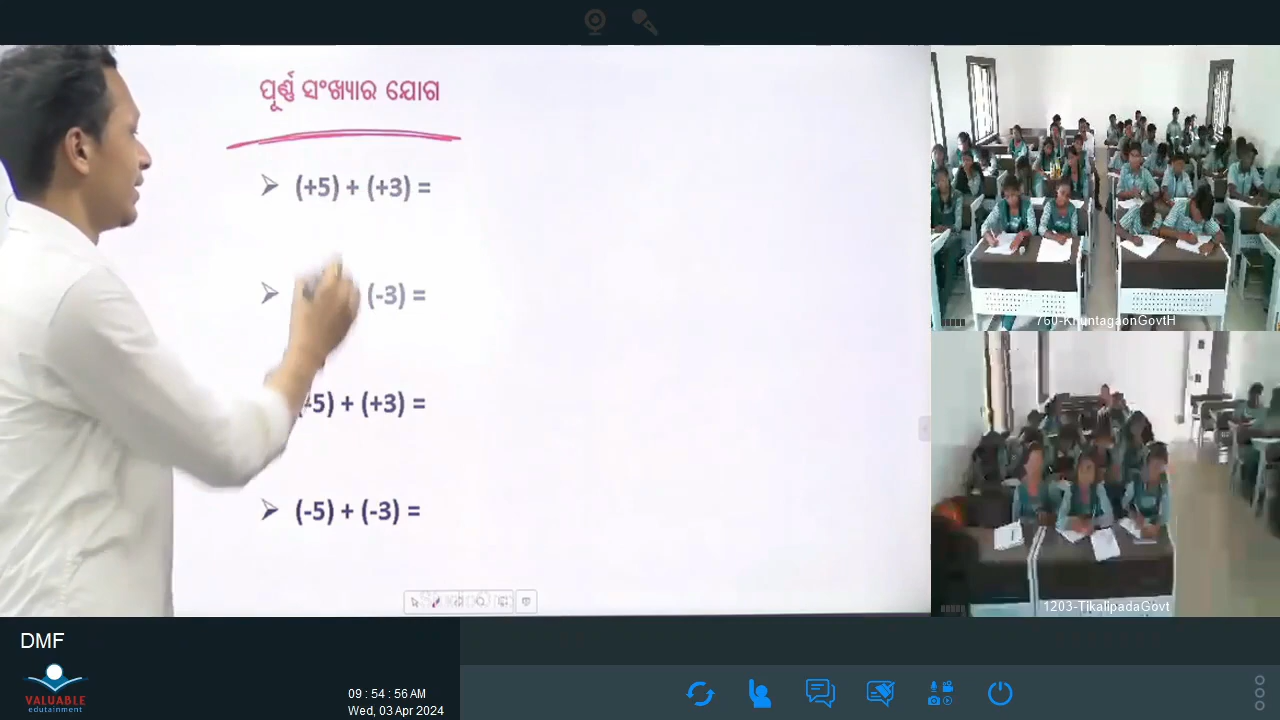 ପୂର୍ଣ୍ଣ ସଂଖ୍ୟାର ଯୋଗ
➢ (+5) + (+3) =
➢ (-3) =
➢ (-5) + (+3) =
➢ (-5) + (-3) =
760-KhuntagaonGovtH
1203-TikalipadaGovt
DMF
VALUABLE
edutainment
09 : 54 : 56 AM
Wed, 03 Apr 2024